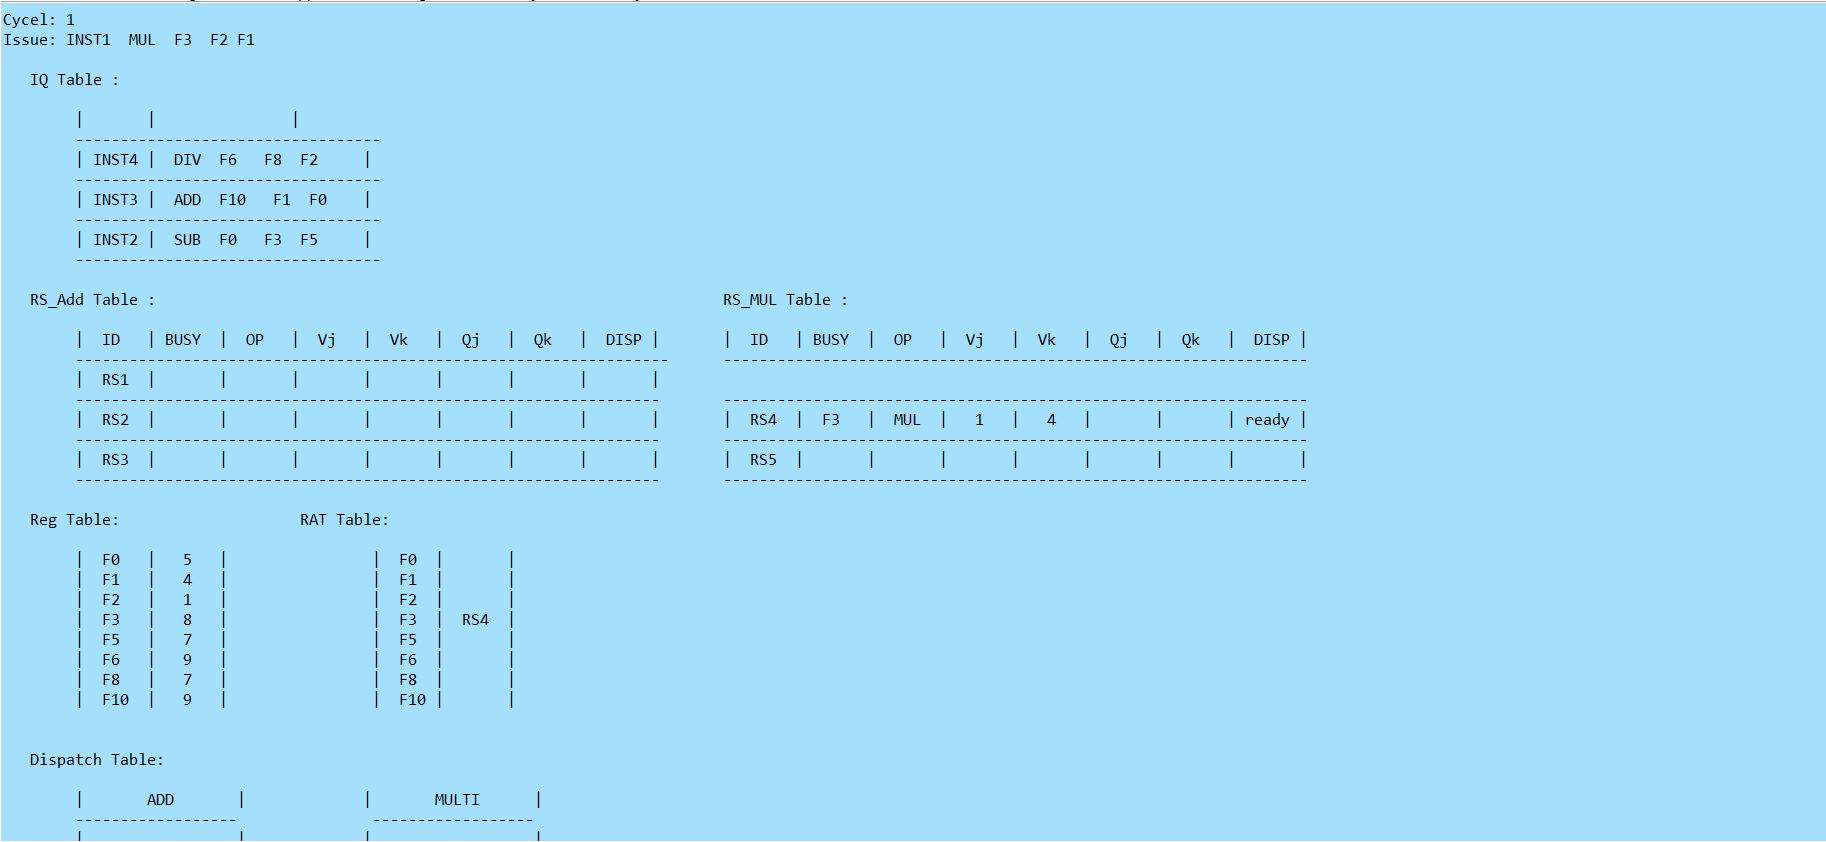 Cycel: 1
Issue: INST1  MUL  F3  F2 F1
IQ Table :
|       |               |
----------------------------------
| INST4 |  DIV  F6   F8  F2     |
----------------------------------
| INST3 |  ADD  F10   F1  F0    |
----------------------------------
| INST2 |  SUB  F0   F3  F5     |
----------------------------------
RS_Add Table :                                                               RS_MUL Table :
|  ID   | BUSY  |  OP   |  Vj   |  Vk   |  Qj   |  Qk   |  DISP |       |  ID   | BUSY  |  OP   |  Vj   |  Vk   |  Qj   |  Qk   |  DISP |
------------------------------------------------------------------      -----------------------------------------------------------------
|  RS1  |       |       |       |       |       |       |       |
-----------------------------------------------------------------       -----------------------------------------------------------------
|  RS2  |       |       |       |       |       |       |       |       |  RS4  |  F3   |  MUL  |   1   |   4   |       |       | ready |
-----------------------------------------------------------------       -----------------------------------------------------------------
|  RS3  |       |       |       |       |       |       |       |       |  RS5  |       |       |       |       |       |       |       |
-----------------------------------------------------------------       -----------------------------------------------------------------
Reg Table:                    RAT Table:
|  F0   |   5   |                |  F0  |       |
|  F1   |   4   |                |  F1  |       |
|  F2   |   1   |                |  F2  |       |
|  F3   |   8   |                |  F3  |  RS4  |
|  F5   |   7   |                |  F5  |       |
|  F6   |   9   |                |  F6  |       |
|  F8   |   7   |                |  F8  |       |
|  F10  |   9   |                |  F10 |       |
Dispatch Table:
|       ADD       |             |       MULTI      |
------------------               ------------------
|                 |             |                  |